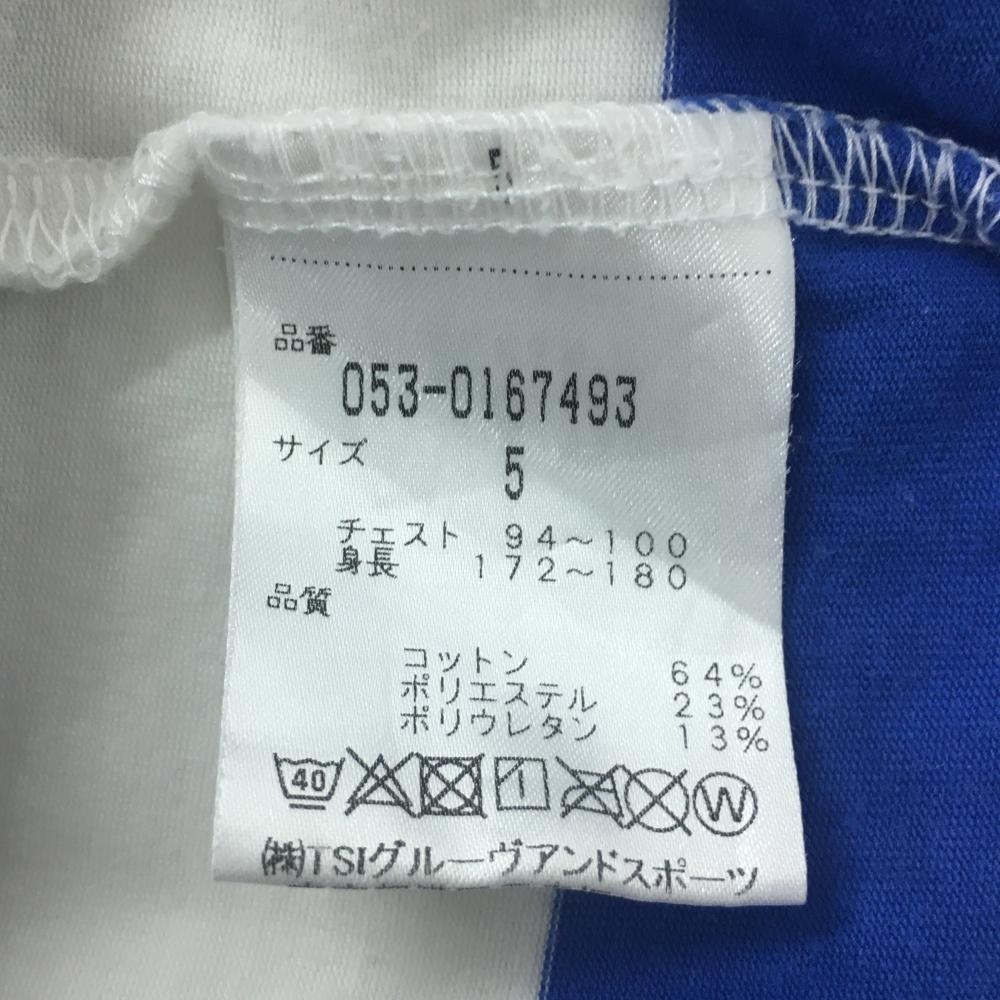 品番
053-0167493
サイズ 5
チェスト 94〜100
身長 172〜180
品質
コットン 64%
ポリエステル 23%
ポリウレタン 13%
40 W
(株)TSIグルーヴアンドスポーツ